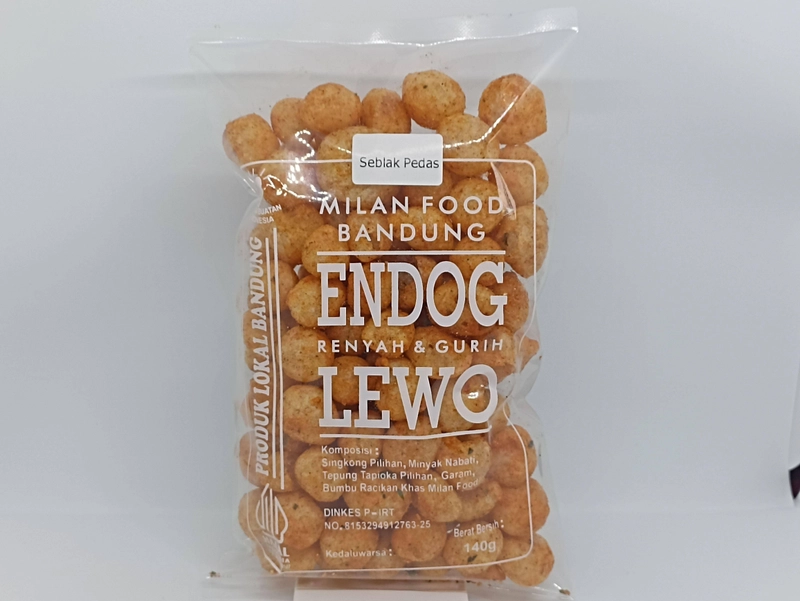 Seblak Pedas
MILAN FOOD
BANDUNG
ENDOG
RENYAH & GURIH
LEWO
Komposisi :
Singkong Pilihan, Minyak Nabati,
Tepung Tapioka Pilihan, Garam,
Bumbu Racikan Khas Milan Food
DINKES P-IRT
NO. 8153294912763-25
Berat Bersih :
140g
Kedaluwarsa :
PRODUK LOKAL BANDUNG